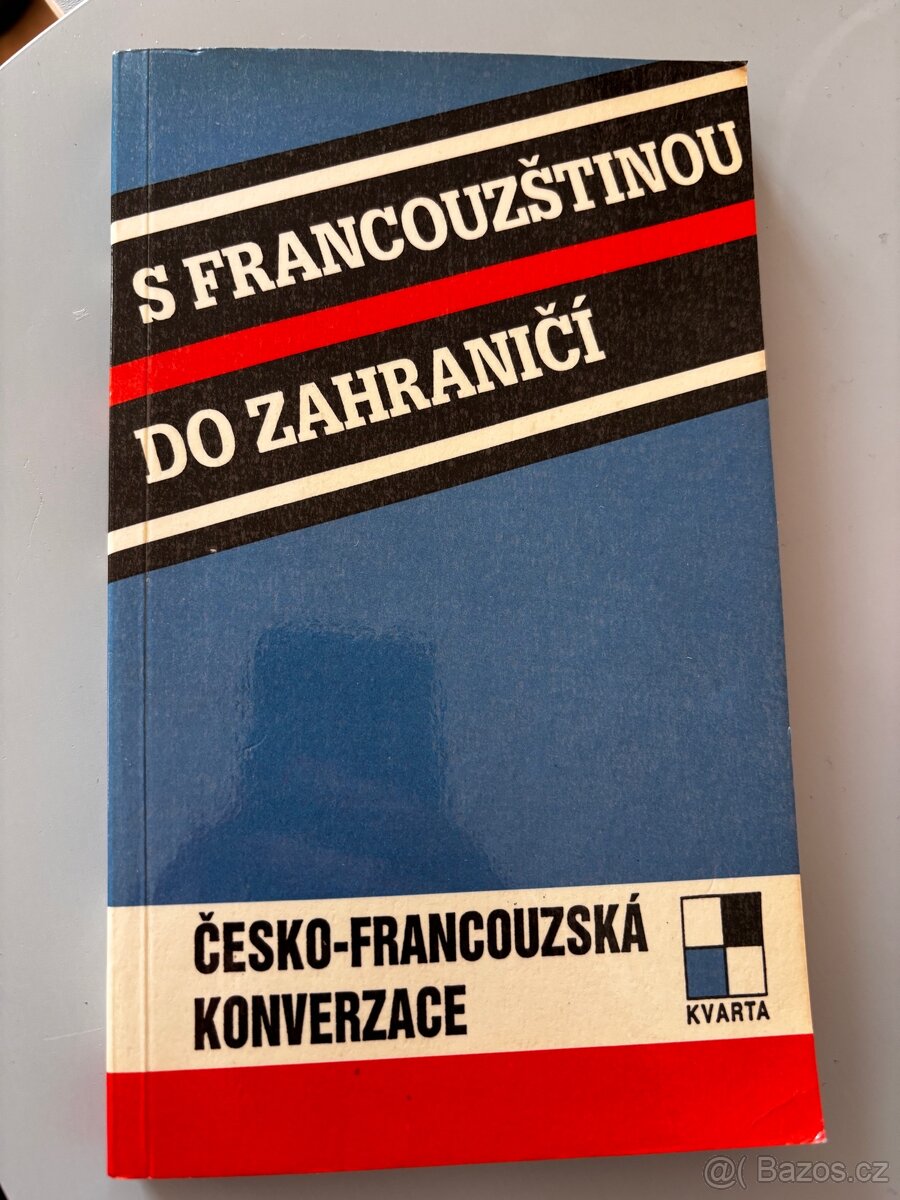 S FRANCOUZŠTINOU
DO ZAHRANIČÍ
ČESKO-FRANCOUZSKÁ
KONVERZACE
KVARTA
@( Bazos.cz